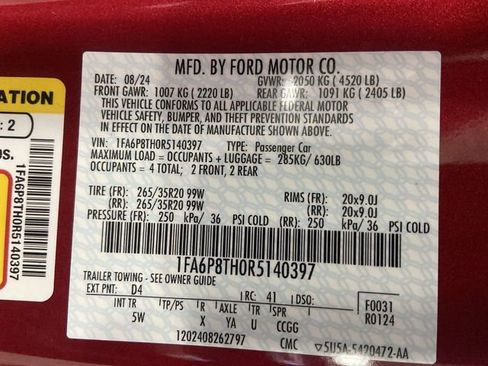 MFD. BY FORD MOTOR CO.
DATE: 08/24 GVWR: 2050 KG ( 4520 LB)
FRONT GAWR: 1007 KG ( 2220 LB) REAR GAWR: 1091 KG ( 2405 LB)
THIS VEHICLE CONFORMS TO ALL APPLICABLE FEDERAL MOTOR
VEHICLE SAFETY, BUMPER, AND THEFT PREVENTION STANDARDS
IN EFFECT ON THE DATE OF MANUFACTURE SHOWN ABOVE.
VIN: 1FA6P8TH0R5140397 TYPE: Passenger Car
MAXIMUM LOAD = OCCUPANTS + LUGGAGE = 285KG/ 630LB
OCCUPANTS = 4 TOTAL; 2 FRONT, 2 REAR
TIRE (FR): 265/35R20 99W RIMS (FR): 20x9.0J
(RR): 265/35R20 99W (RR): 20x9.0J
PRESSURE (FR): 250 kPa/ 36 PSI COLD (RR): 250 kPa/ 36 PSI COLD
1FA6P8TH0R5140397
TRAILER TOWING - SEE OWNER GUIDE
EXT PNT: D4 RC: 41 DSO: F0031
R0124
INT TR TP/PS R AXLE TR SPR
5W X YA U CCGG
1202408262797 CMC 5U5A-5420472-AA
ATION
: 2
OS.
1FA6P8TH0R5140397